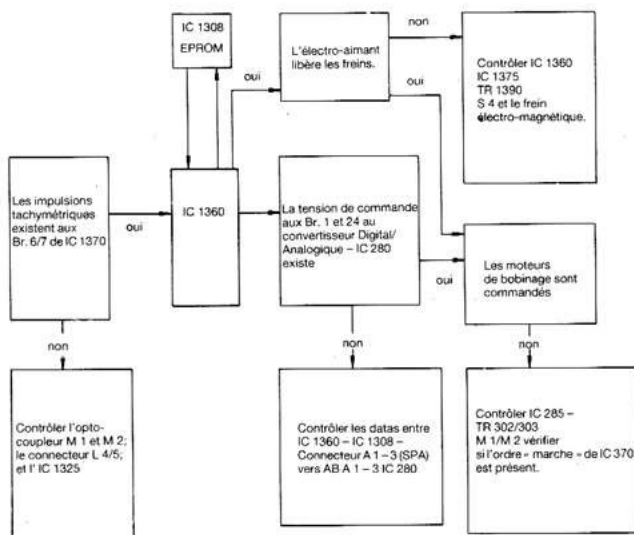 IC 1308
EPROM
oui
L'électro-aimant
libère les freins.
non
oui
Contrôler IC 1360
IC 1375
TR 1390
S 4 et le frein
électro-magnétique.
Les impulsions
tachymétriques
existent aux
Br. 6/7 de IC 1370
oui
IC 1360
La tension de commande
aux Br. 1 et 24 au
convertisseur Digital/
Analogique – IC 280
existe
oui
Les moteurs
de bobinage sont
commandés
non
non
non
Contrôler l'opto-
coupleur M 1 et M 2;
le connecteur L 4/5;
et l' IC 1325
Contrôler les datas entre
IC 1360 – IC 1308 –
Connecteur A 1 – 3 (SPA)
vers AB A 1 – 3 IC 280
Contrôler IC 285 –
TR 302/303
M 1/M 2 vérifier
si l'ordre « marche » de IC 370
est présent.